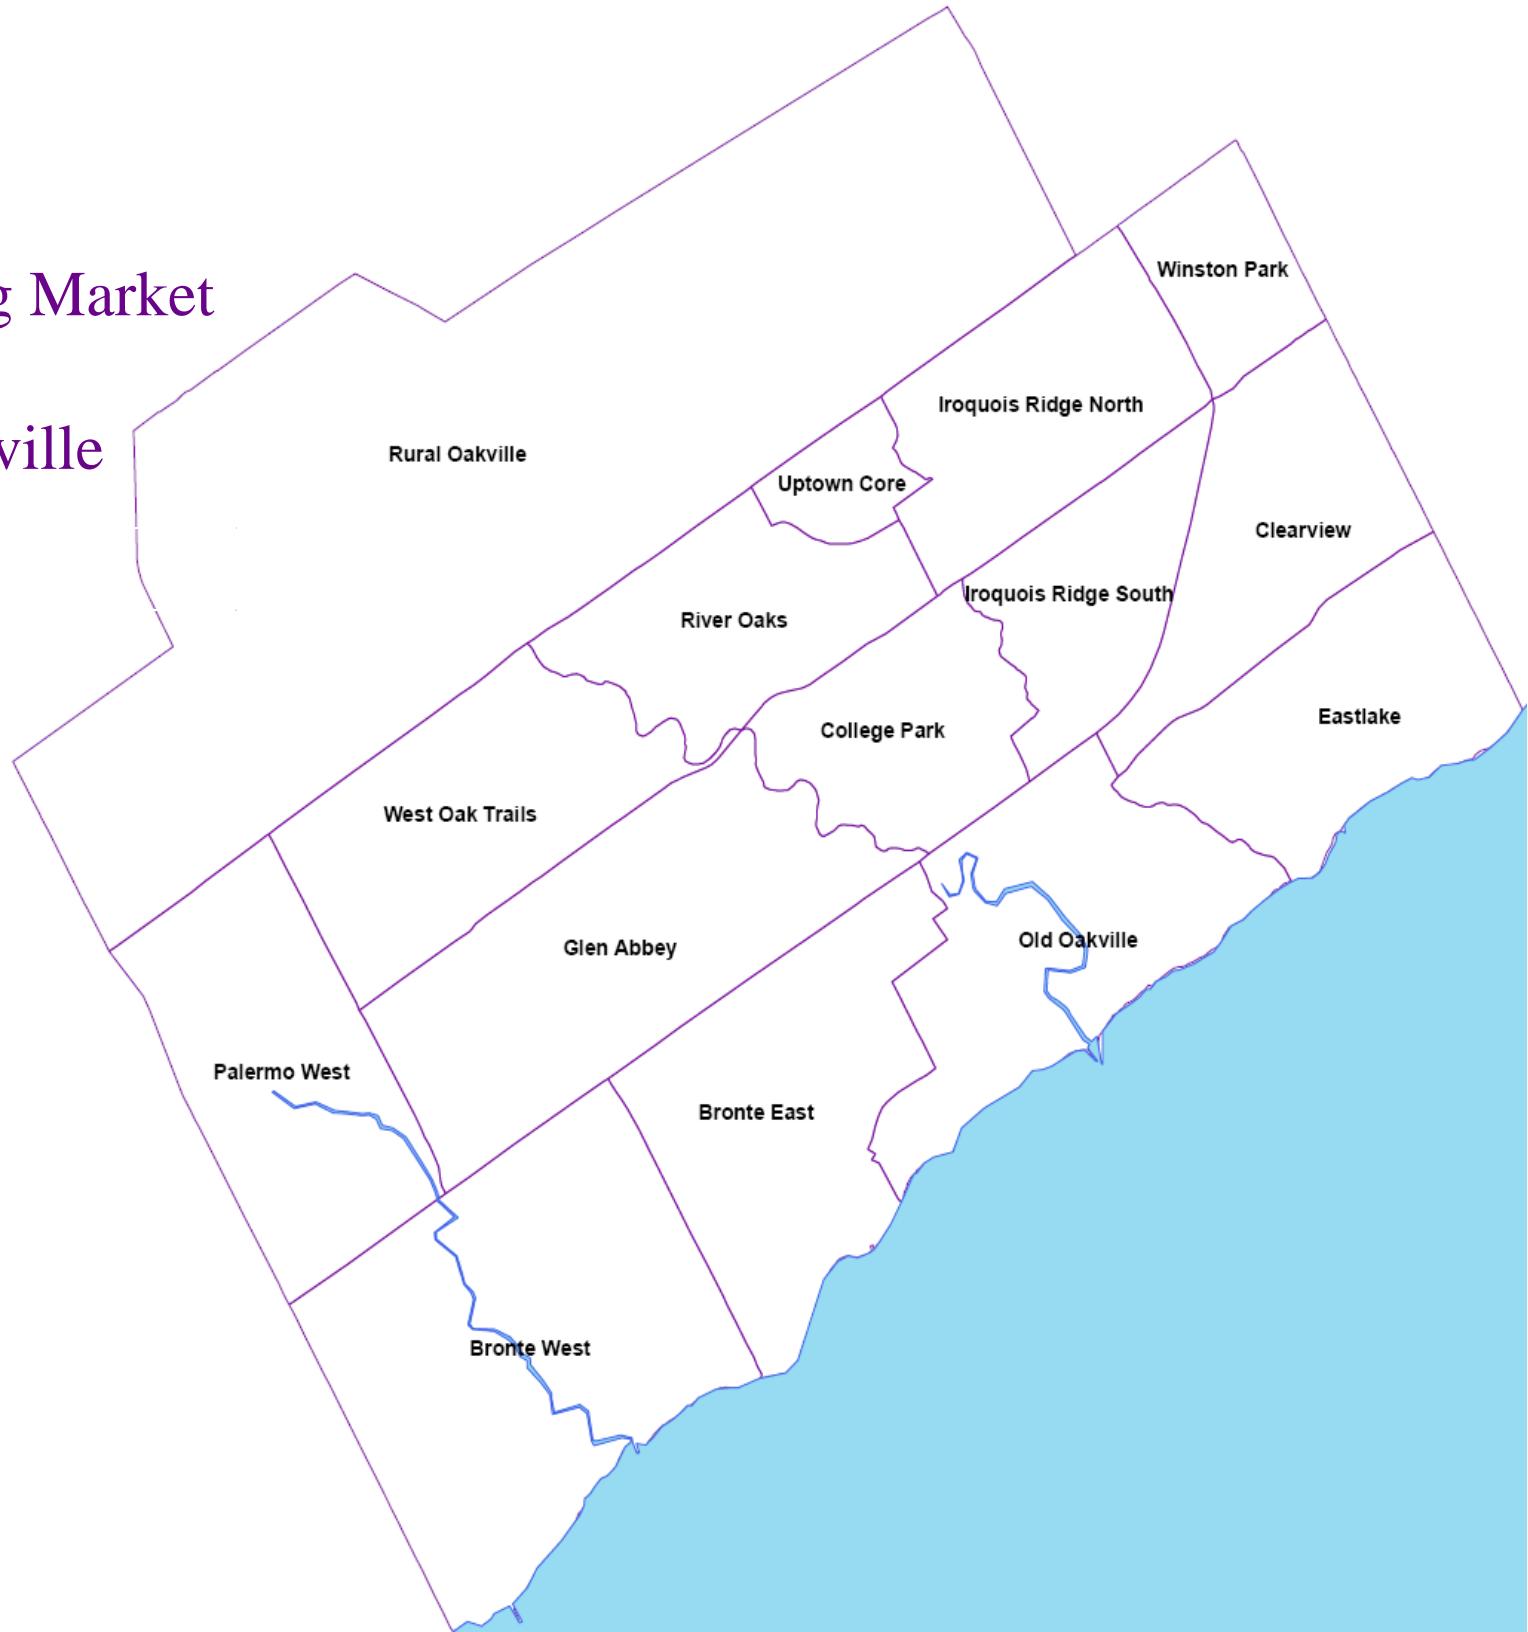 g Market
ville
Winston Park
Iroquois Ridge North
Rural Oakville
Uptown Core
Clearview
Iroquois Ridge South
River Oaks
Eastlake
College Park
West Oak Trails
Old Oakville
Glen Abbey
Palermo West
Bronte East
Bronte West